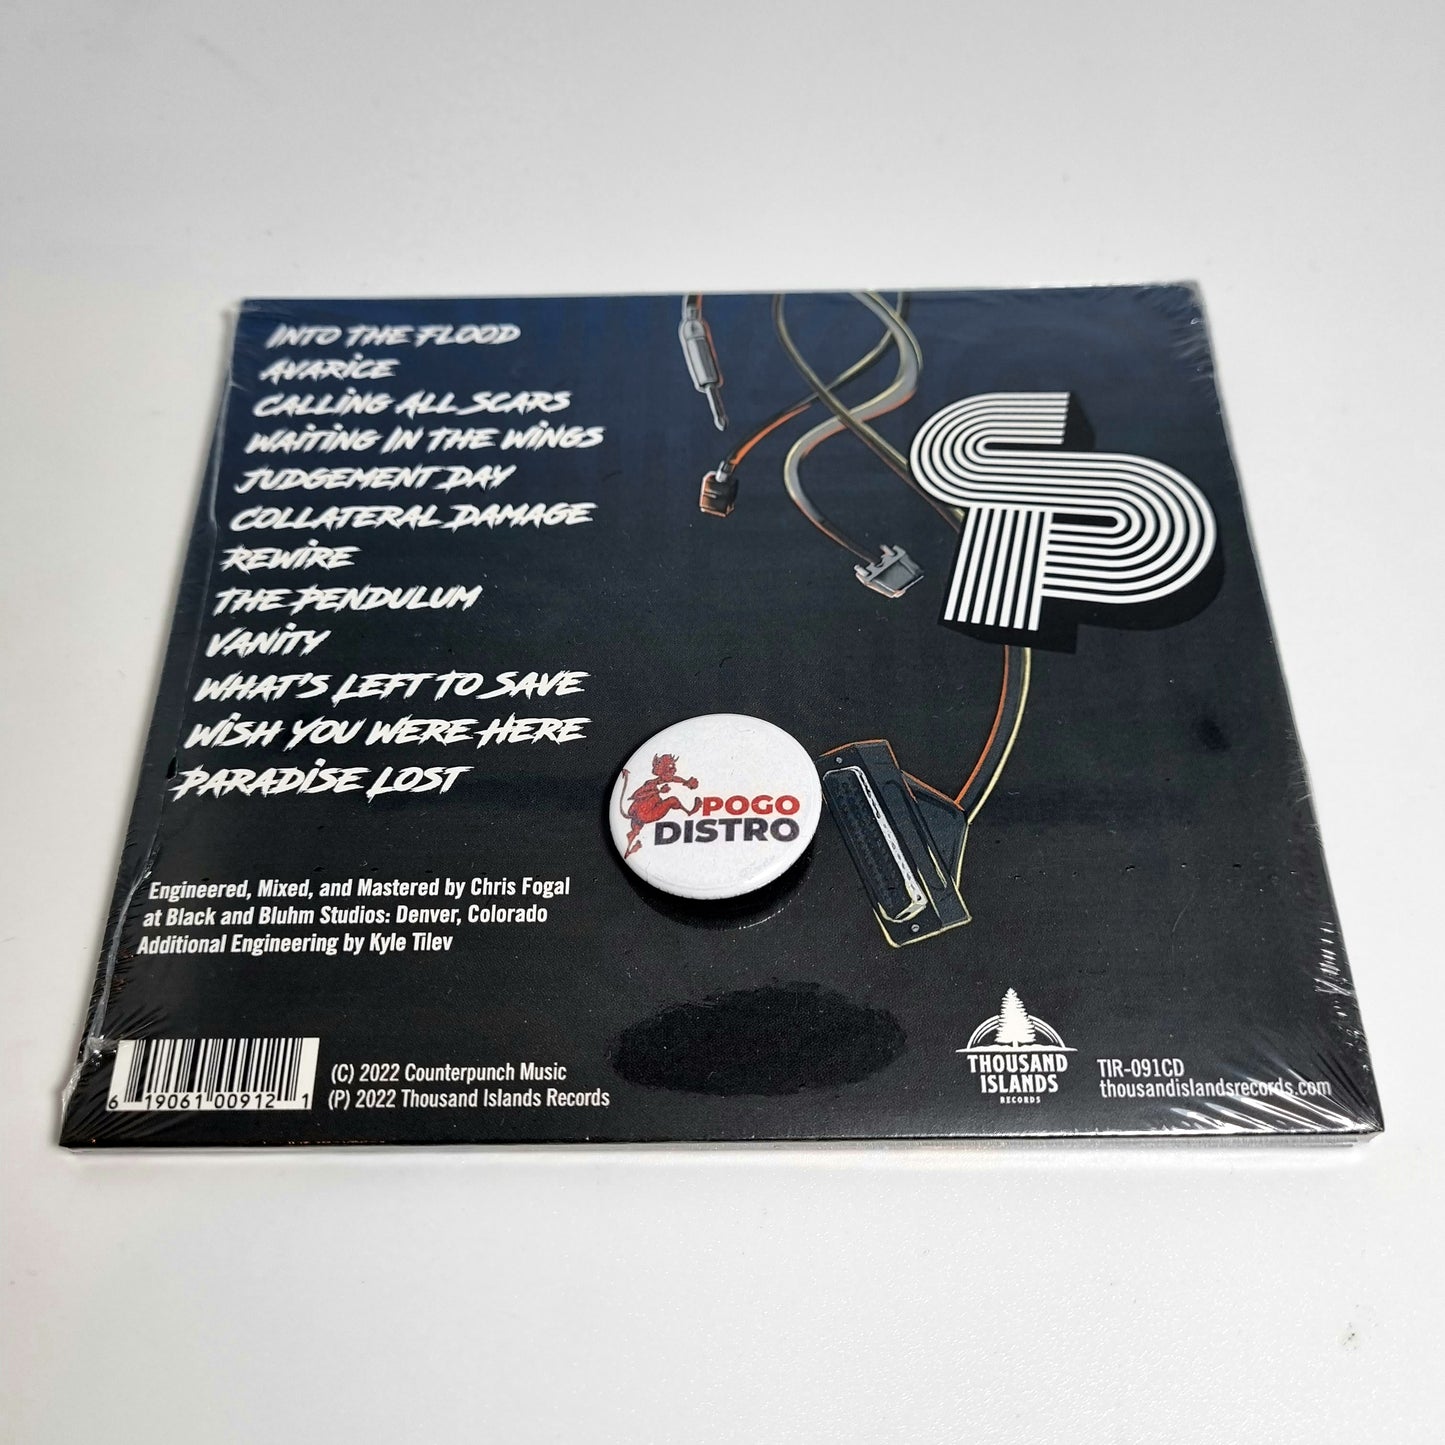 INTO THE FLOOD
AVARICE
CALLING ALL SCARS
WAITING IN THE WINGS
JUDGEMENT DAY
COLLATERAL DAMAGE
REWIRE
THE PENDULUM
VANITY
WHAT'S LEFT TO SAVE
WISH YOU WERE HERE
PARADISE LOST
CP
POGO
DISTRO
Engineered, Mixed, and Mastered by Chris Fogal
at Black and Bluhm Studios: Denver, Colorado
Additional Engineering by Kyle Tilev
6 19061 00912 1
(C) 2022 Counterpunch Music
(P) 2022 Thousand Islands Records
THOUSAND
ISLANDS
RECORDS
TIR-091CD
thousandislandsrecords.com